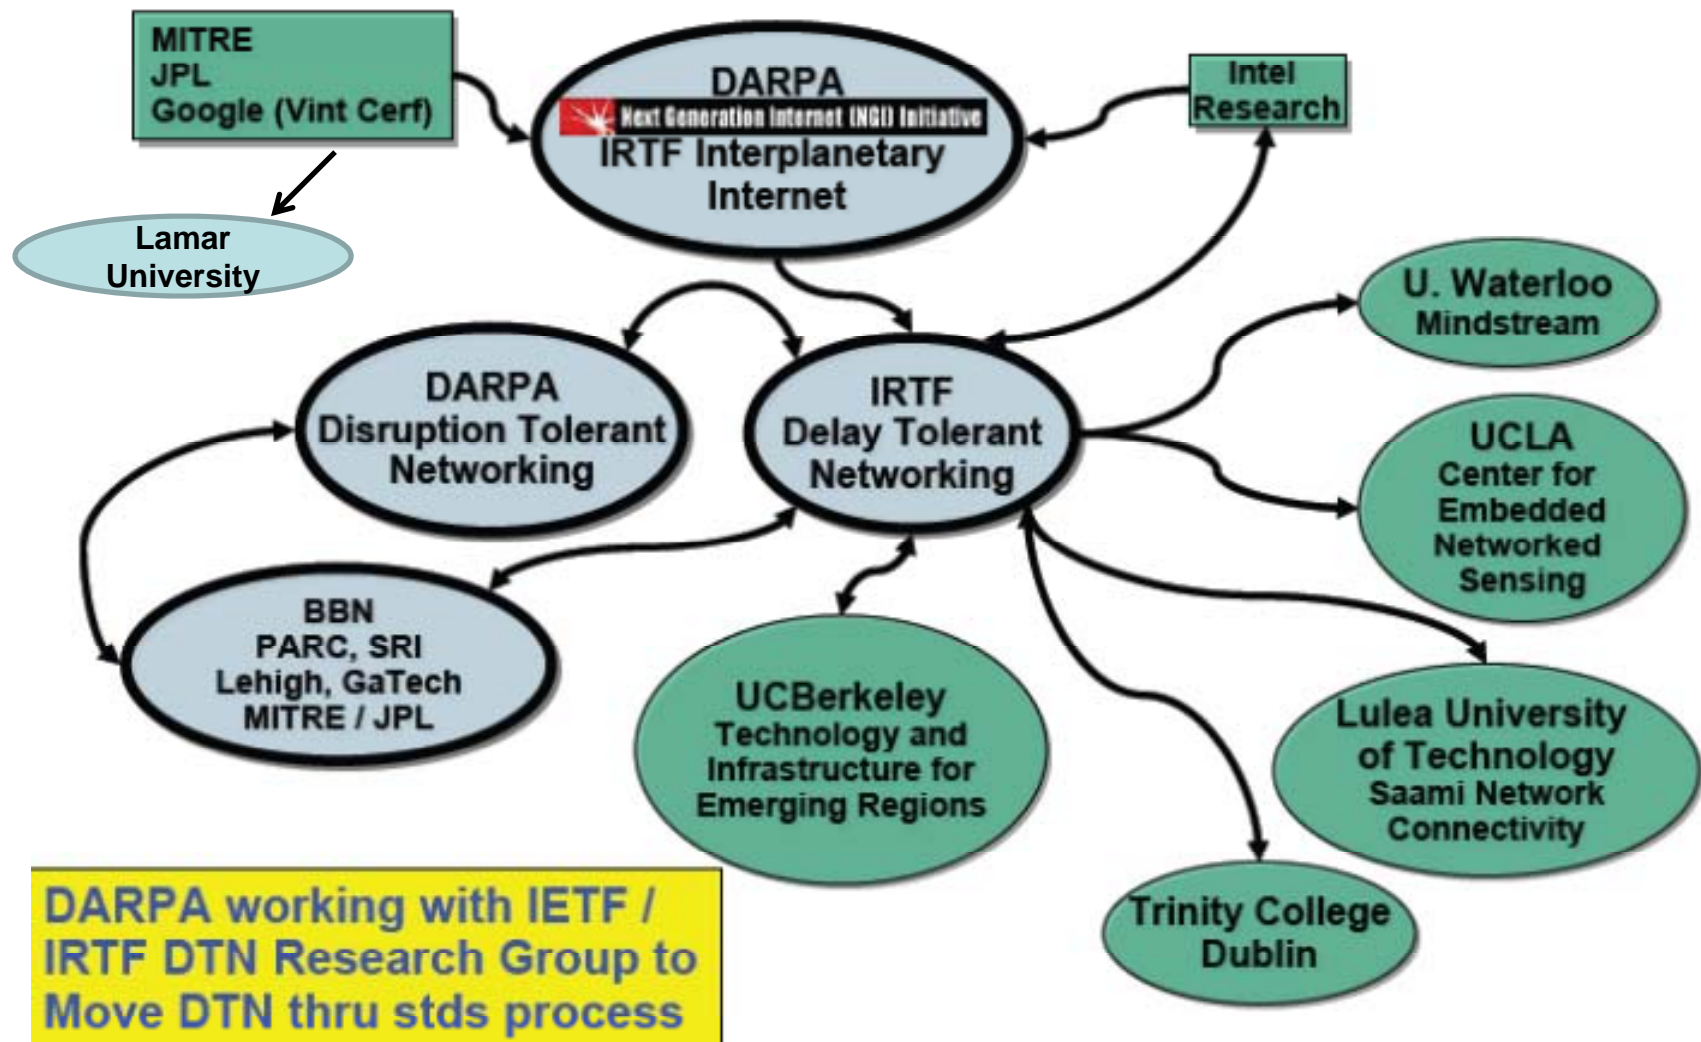 MITRE
JPL
Google (Vint Cerf)
DARPA
Next Generation Internet (NGI) Initiative
IRTF Interplanetary
Internet
Intel
Research
Lamar
University
U. Waterloo
Mindstream
DARPA
Disruption Tolerant
Networking
IRTF
Delay Tolerant
Networking
UCLA
Center for
Embedded
Networked
Sensing
BBN
PARC, SRI
Lehigh, GaTech
MITRE / JPL
UCBerkeley
Technology and
Infrastructure for
Emerging Regions
Lulea University
of Technology
Saami Network
Connectivity
Trinity College
Dublin
DARPA working with IETF /
IRTF DTN Research Group to
Move DTN thru stds process